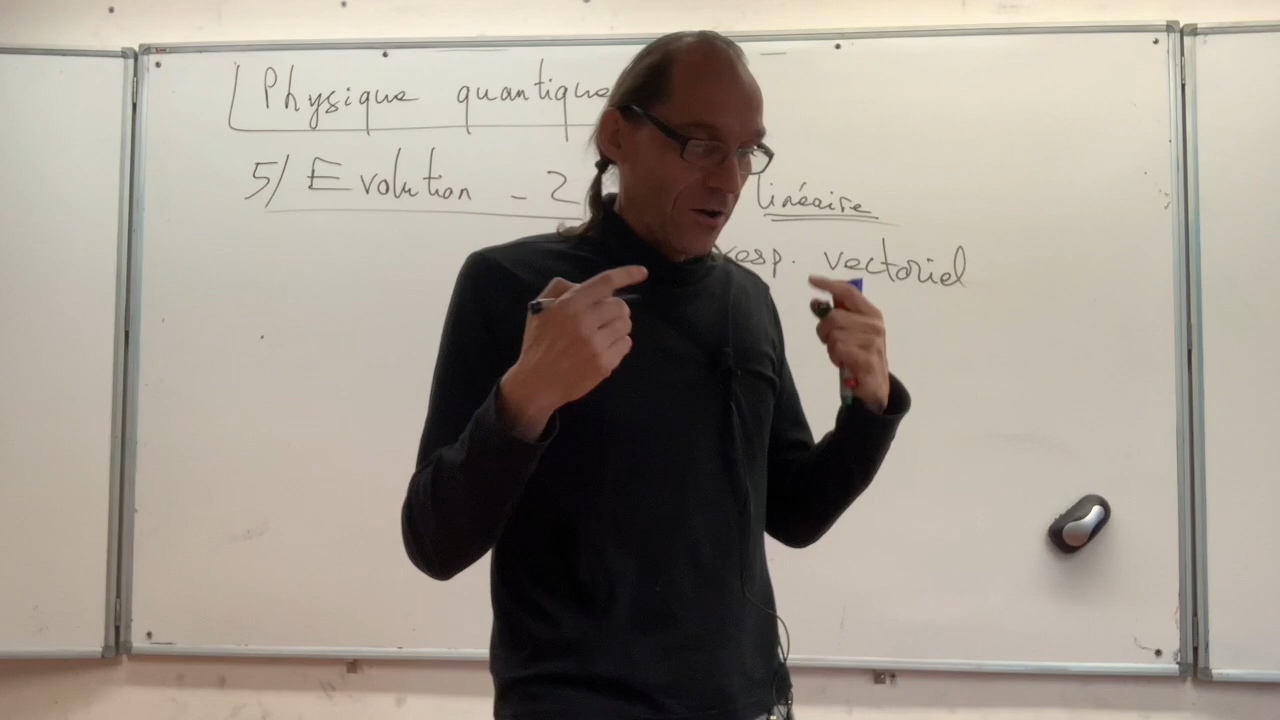 Physique quantique
5/ Evolution - 2 linéaire
esp. vectoriel